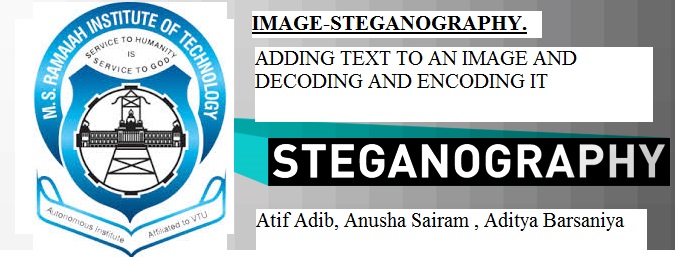 M.S. RAMAIAH INSTITUTE OF TECHNOLOGY
SERVICE TO HUMANITY
IS
SERVICE TO GOD
Autonomous Institute
Affiliated to VTU
IMAGE-STEGANOGRAPHY.
ADDING TEXT TO AN IMAGE AND
DECODING AND ENCODING IT
STEGANOGRAPHY
Atif Adib, Anusha Sairam , Aditya Barsaniya